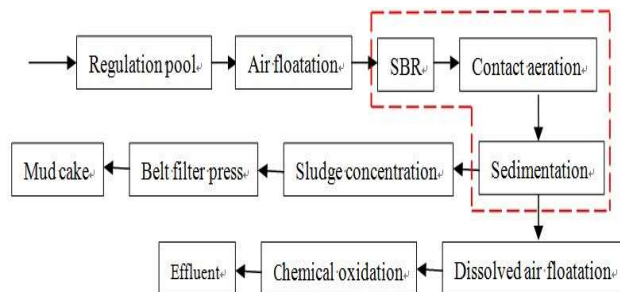 Regulation pool
Air floatation
SBR
Contact aeration
Mud cake
Belt filter press
Sludge concentration
Sedimentation
Effluent
Chemical oxidation
Dissolved air floatation